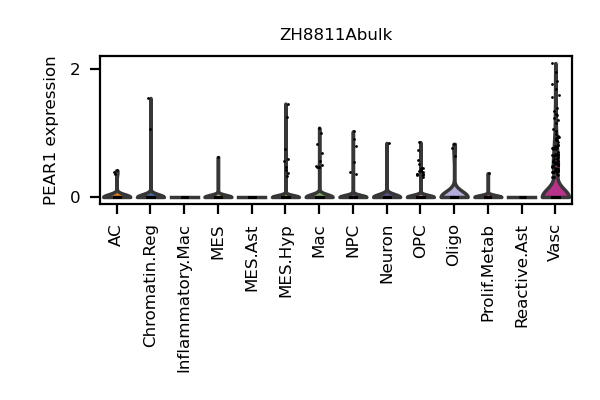 ZH8811Abulk
PEAR1 expression
2
0
AC
Chromatin.Reg
Inflammatory.Mac
MES
MES.Ast
MES.Hyp
Mac
NPC
Neuron
OPC
Oligo
Prolif.Metab
Reactive.Ast
Vasc